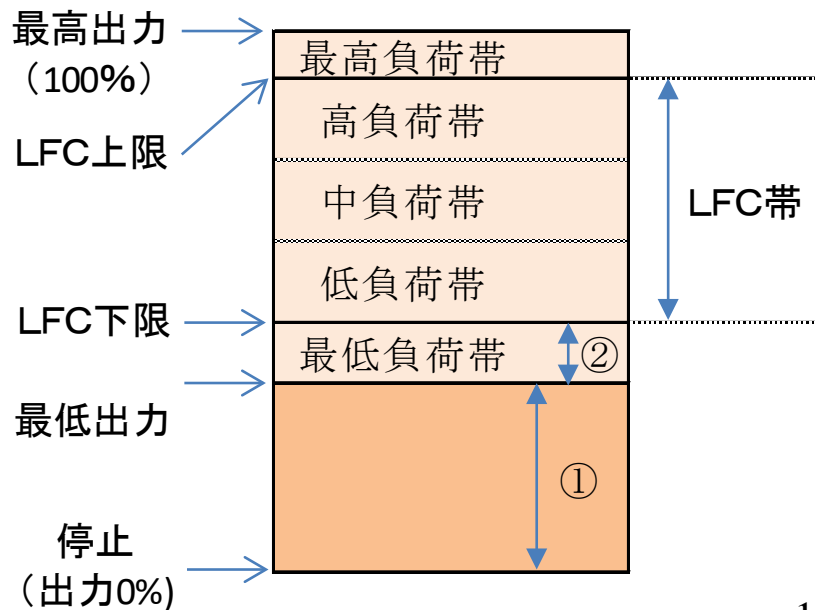 最高出力
（100％）
最高負荷帯
LFC上限
高負荷帯
中負荷帯
LFC帯
低負荷帯
LFC下限
最低負荷帯
②
最低出力
①
停止
（出力0%)